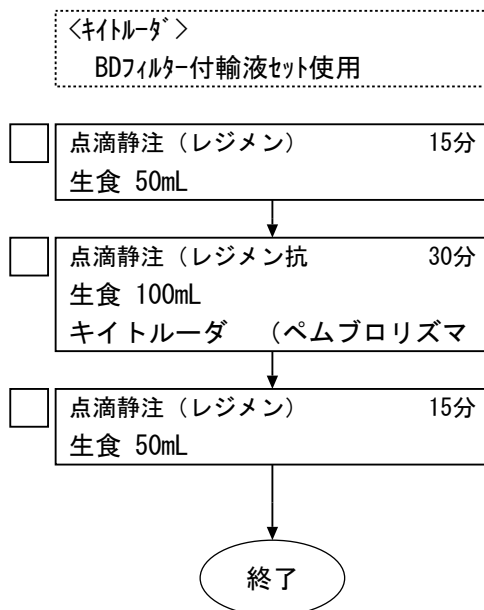 <ｷｲﾄﾙｰﾀﾞ>
BDﾌｨﾙﾀｰ付輸液ｾｯﾄ使用
点滴静注（レジメン） 15分
生食 50mL
点滴静注（レジメン抗 30分
生食 100mL
キイトルーダ （ペムブロリズマ
点滴静注（レジメン） 15分
生食 50mL
終了